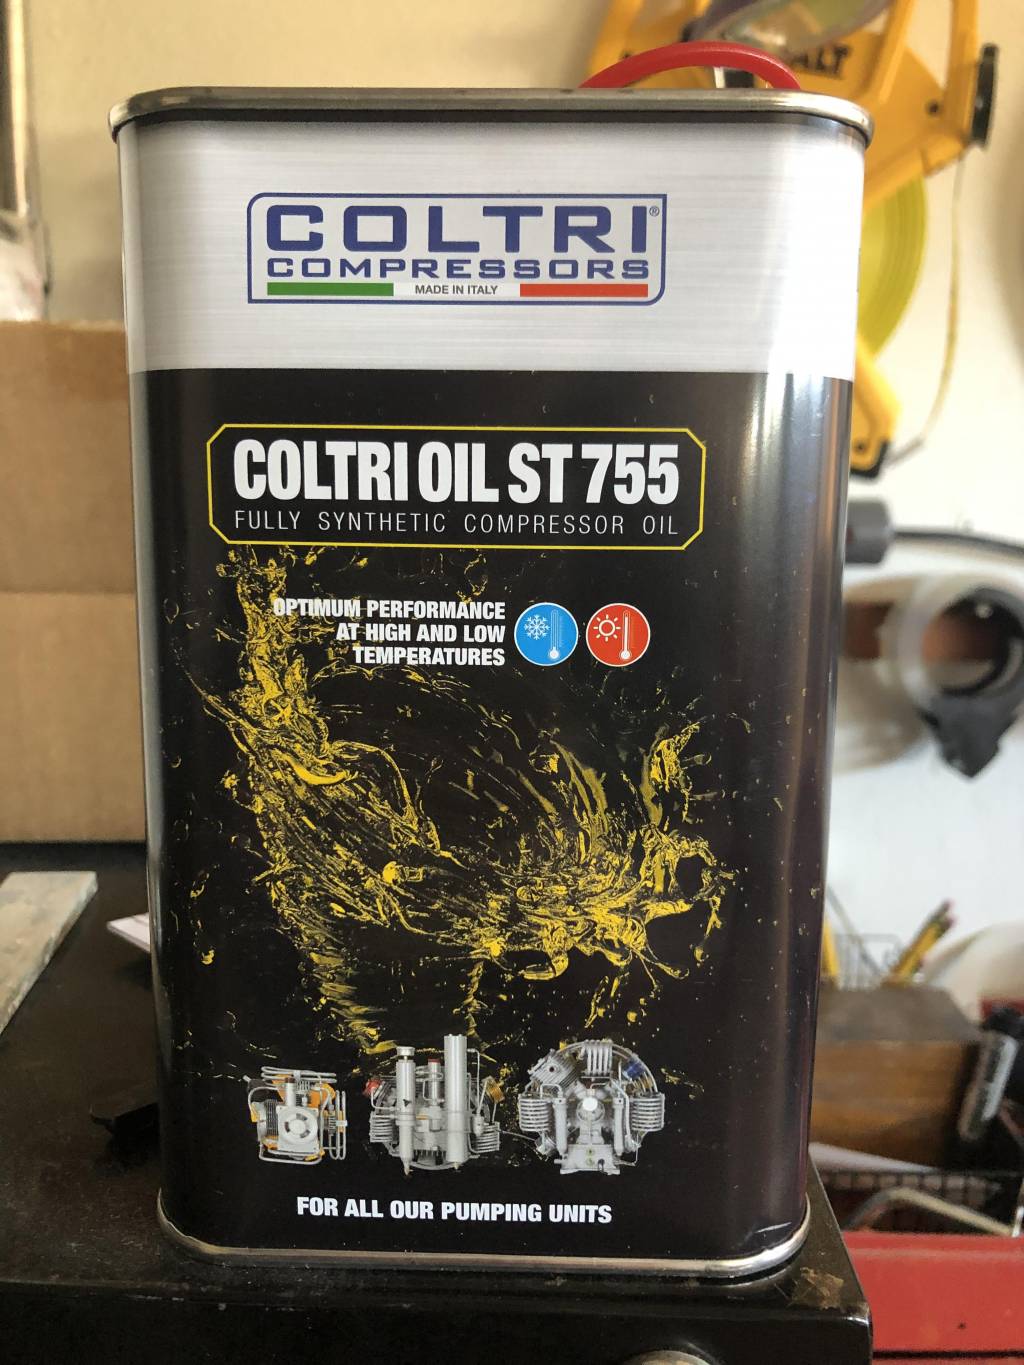 COLTRI®
COMPRESSORS
MADE IN ITALY
COLTRI OIL ST 755
FULLY SYNTHETIC COMPRESSOR OIL
OPTIMUM PERFORMANCE
AT HIGH AND LOW
TEMPERATURES
FOR ALL OUR PUMPING UNITS